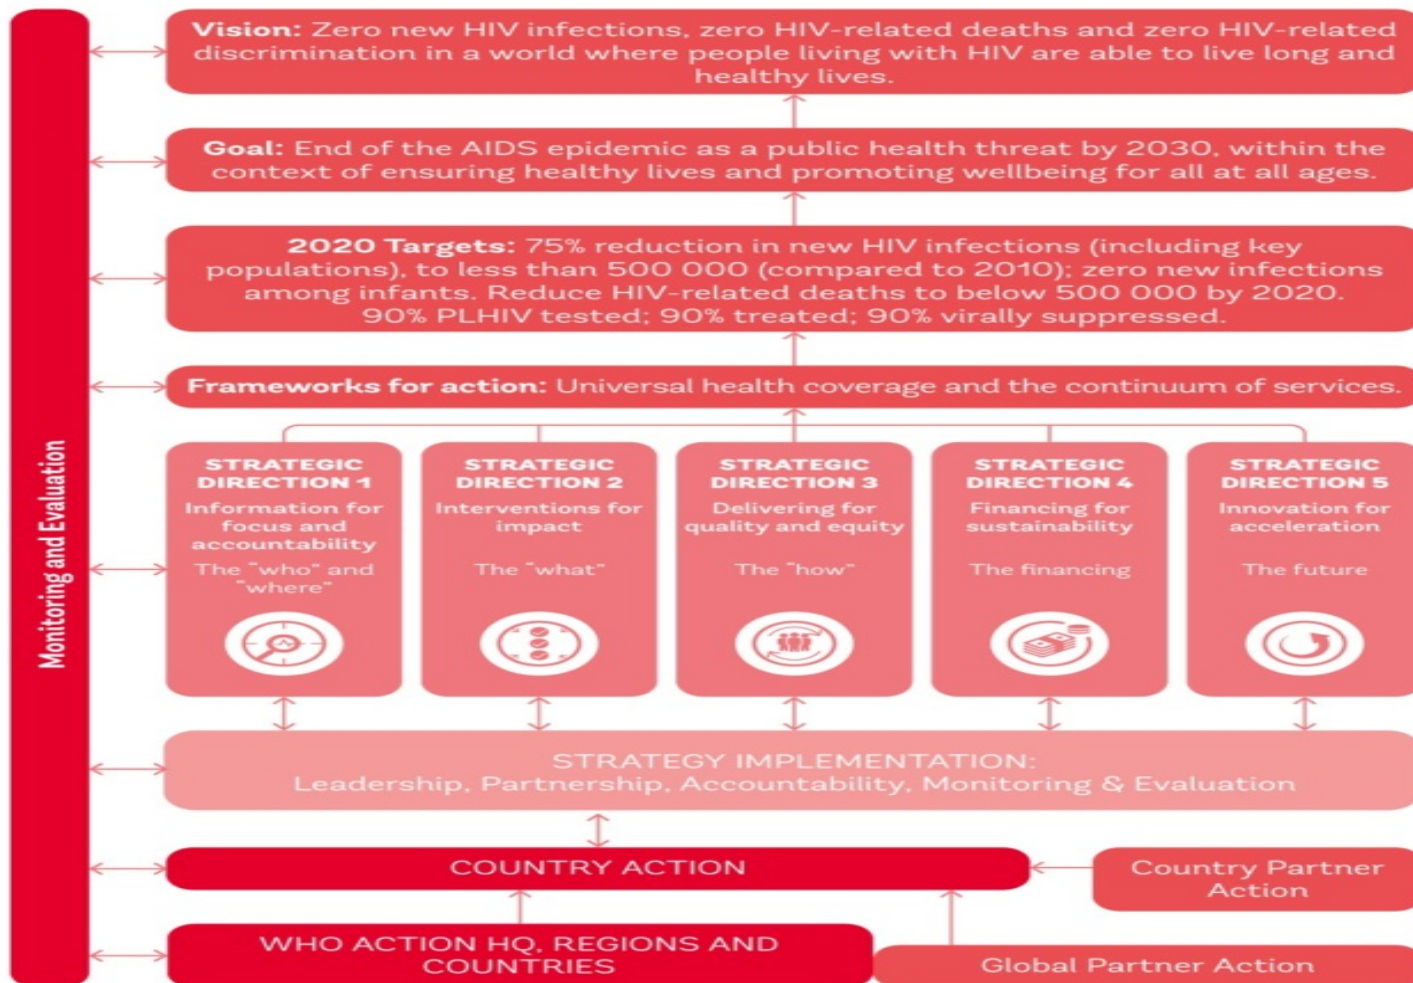 Vision: Zero new HIV infections, zero HIV-related deaths and zero HIV-related
discrimination in a world where people living with HIV are able to live long and
healthy lives.
Goal: End of the AIDS epidemic as a public health threat by 2030, within the
context of ensuring healthy lives and promoting wellbeing for all at all ages.
2020 Targets: 75% reduction in new HIV infections (including key
populations), to less than 500 000 (compared to 2010); zero new infections
among infants. Reduce HIV-related deaths to below 500 000 by 2020.
90% PLHIV tested; 90% treated; 90% virally suppressed.
Frameworks for action: Universal health coverage and the continuum of services.
Monitoring and Evaluation
STRATEGIC
DIRECTION 1
Information for
focus and
accountability
The "who" and
"where"
STRATEGIC
DIRECTION 2
Interventions for
impact
The "what"
STRATEGIC
DIRECTION 3
Delivering for
quality and equity
The "how"
STRATEGIC
DIRECTION 4
Financing for
sustainability
The financing
STRATEGIC
DIRECTION 5
Innovation for
acceleration
The future
STRATEGY IMPLEMENTATION:
Leadership, Partnership, Accountability, Monitoring & Evaluation
COUNTRY ACTION
Country Partner
Action
WHO ACTION HQ, REGIONS AND
COUNTRIES
Global Partner Action